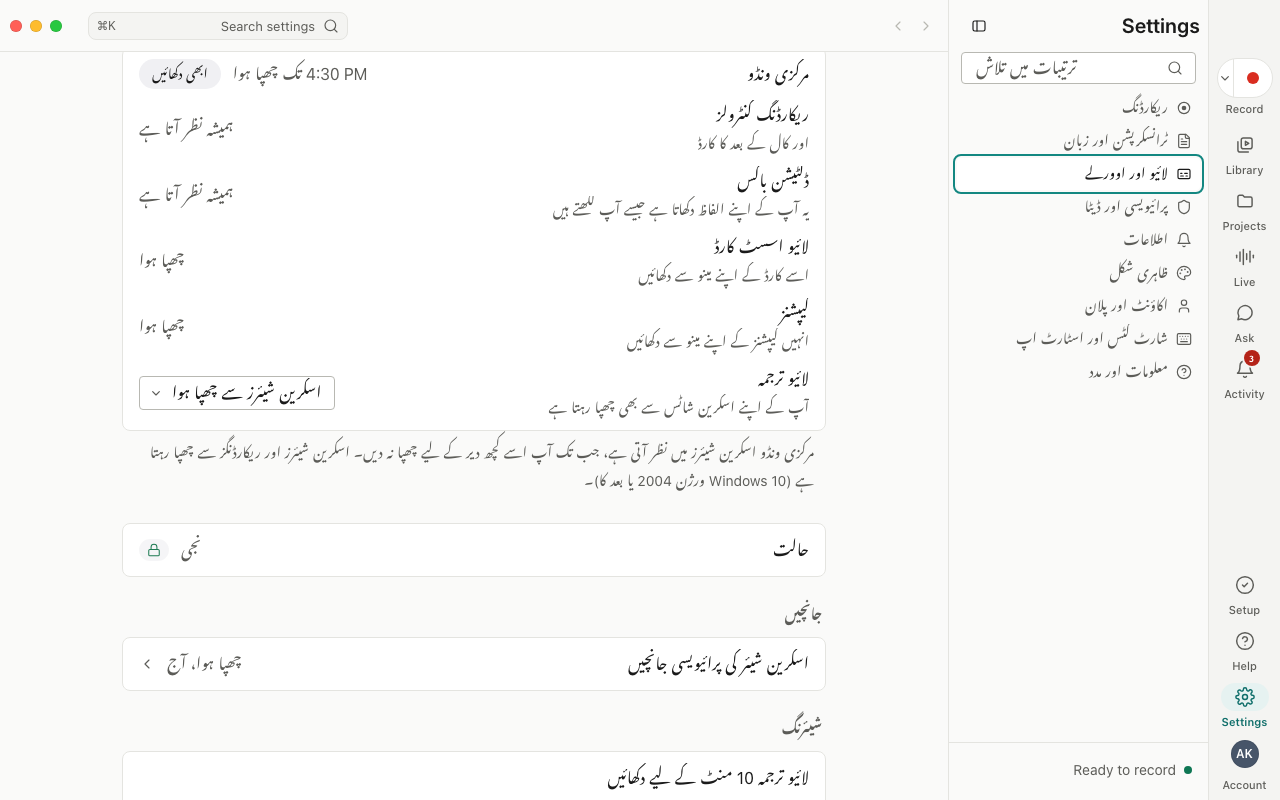 ⌘K
Search settings
Settings
ترتیبات میں تلاش
ریکارڈنگ
ٹرانسکرپشن اور زبان
لائیو اور اوورلے
پرائیویسی اور ڈیٹا
اطلاعات
ظاہری شکل
اکاؤنٹ اور پلان
شارٹ کٹس اور اسٹارٹ اپ
معلومات اور مدد
Ready to record
Record
Library
Projects
Live
Ask
3
Activity
Setup
Help
Settings
AK
Account
مرکزی ونڈو
4:30 PM تک چھپا ہوا
ابھی دکھائیں
ریکارڈنگ کنٹرولز
اور کال کے بعد کا کارڈ
ہمیشہ نظر آتا ہے
ڈکٹیشن باکس
یہ آپ کے اپنے الفاظ دکھاتا ہے جیسے آپ لکھتے ہیں
ہمیشہ نظر آتا ہے
لائیو اسسٹ کارڈ
اسے کارڈ کے اپنے مینو سے دکھائیں
چھپا ہوا
کیپشنز
انہیں کیپشنز کے اپنے مینو سے دکھائیں
چھپا ہوا
لائیو ترجمہ
آپ کے اپنے اسکرین شاٹس سے بھی چھپا رہتا ہے
اسکرین شیئرز سے چھپا ہوا
مرکزی ونڈو اسکرین شیئرز میں نظر آتی ہے، جب تک آپ اسے کچھ دیر کے لیے چھپا نہ دیں۔ اسکرین شیئرز اور ریکارڈنگز سے چھپا رہتا
ہے (Windows 10 ورژن 2004 یا بعد کا)۔
حالت
نجی
جانچیں
اسکرین شیئر کی پرائیویسی جانچیں
چھپا ہوا، آج
شیئرنگ
لائیو ترجمہ 10 منٹ کے لیے دکھائیں